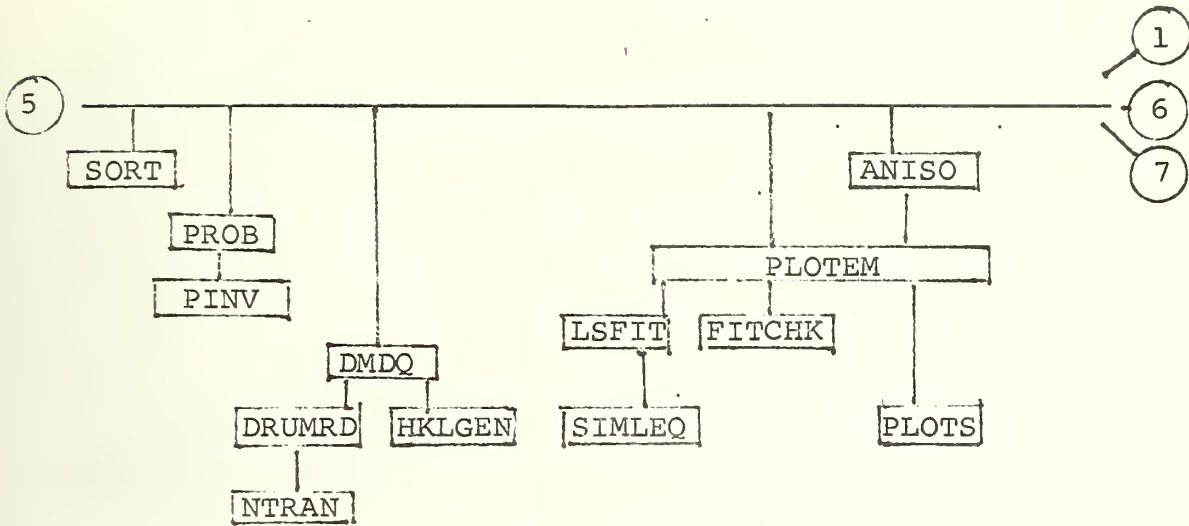 1
5
6
SORT
ANISO
7
PROB
PLOTEM
PINV
LSFIT
FITCHK
DMDQ
DRUMRD
HKLGEN
SIMLEQ
PLOTS
NTRAN